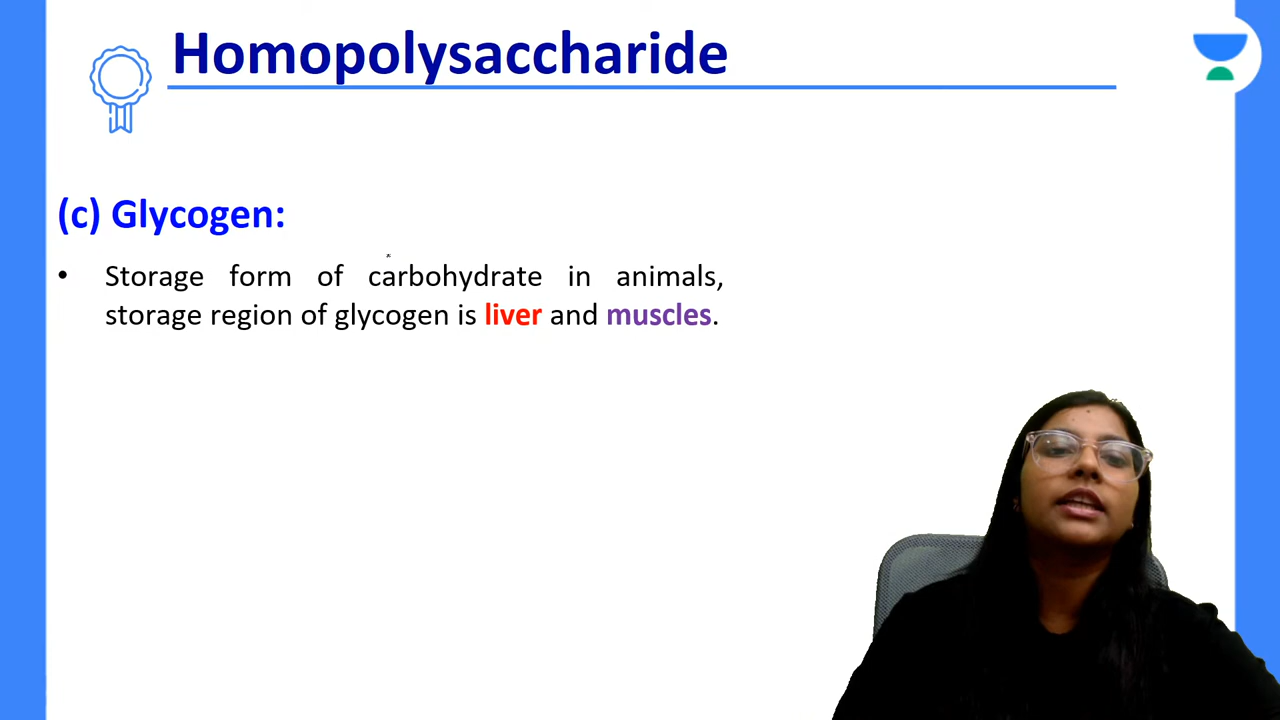 Homopolysaccharide
(c) Glycogen:
• Storage form of carbohydrate in animals,
storage region of glycogen is liver and muscles.